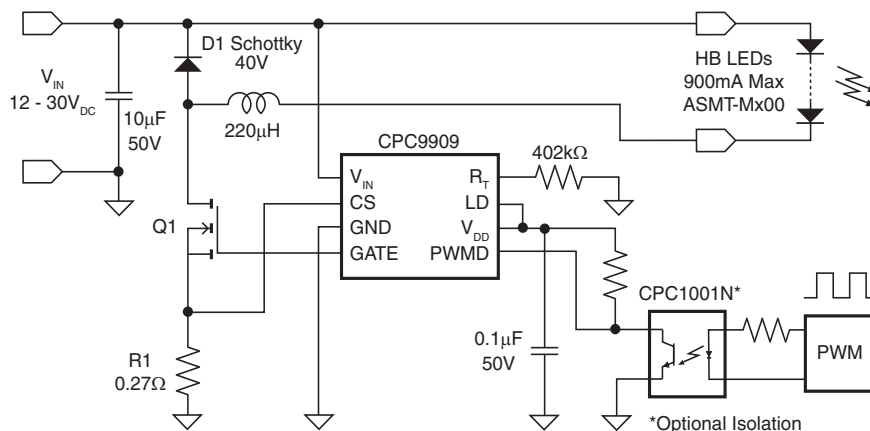 D1 Schottky
40V
HB LEDs
900mA Max
ASMT-Mx00
VIN
12 - 30VDC
10µF
50V
220µH
CPC9909
402kΩ
VIN
RT
CS
LD
GND
VDD
GATE
PWMD
Q1
CPC1001N*
0.1µF
50V
PWM
R1
0.27Ω
*Optional Isolation